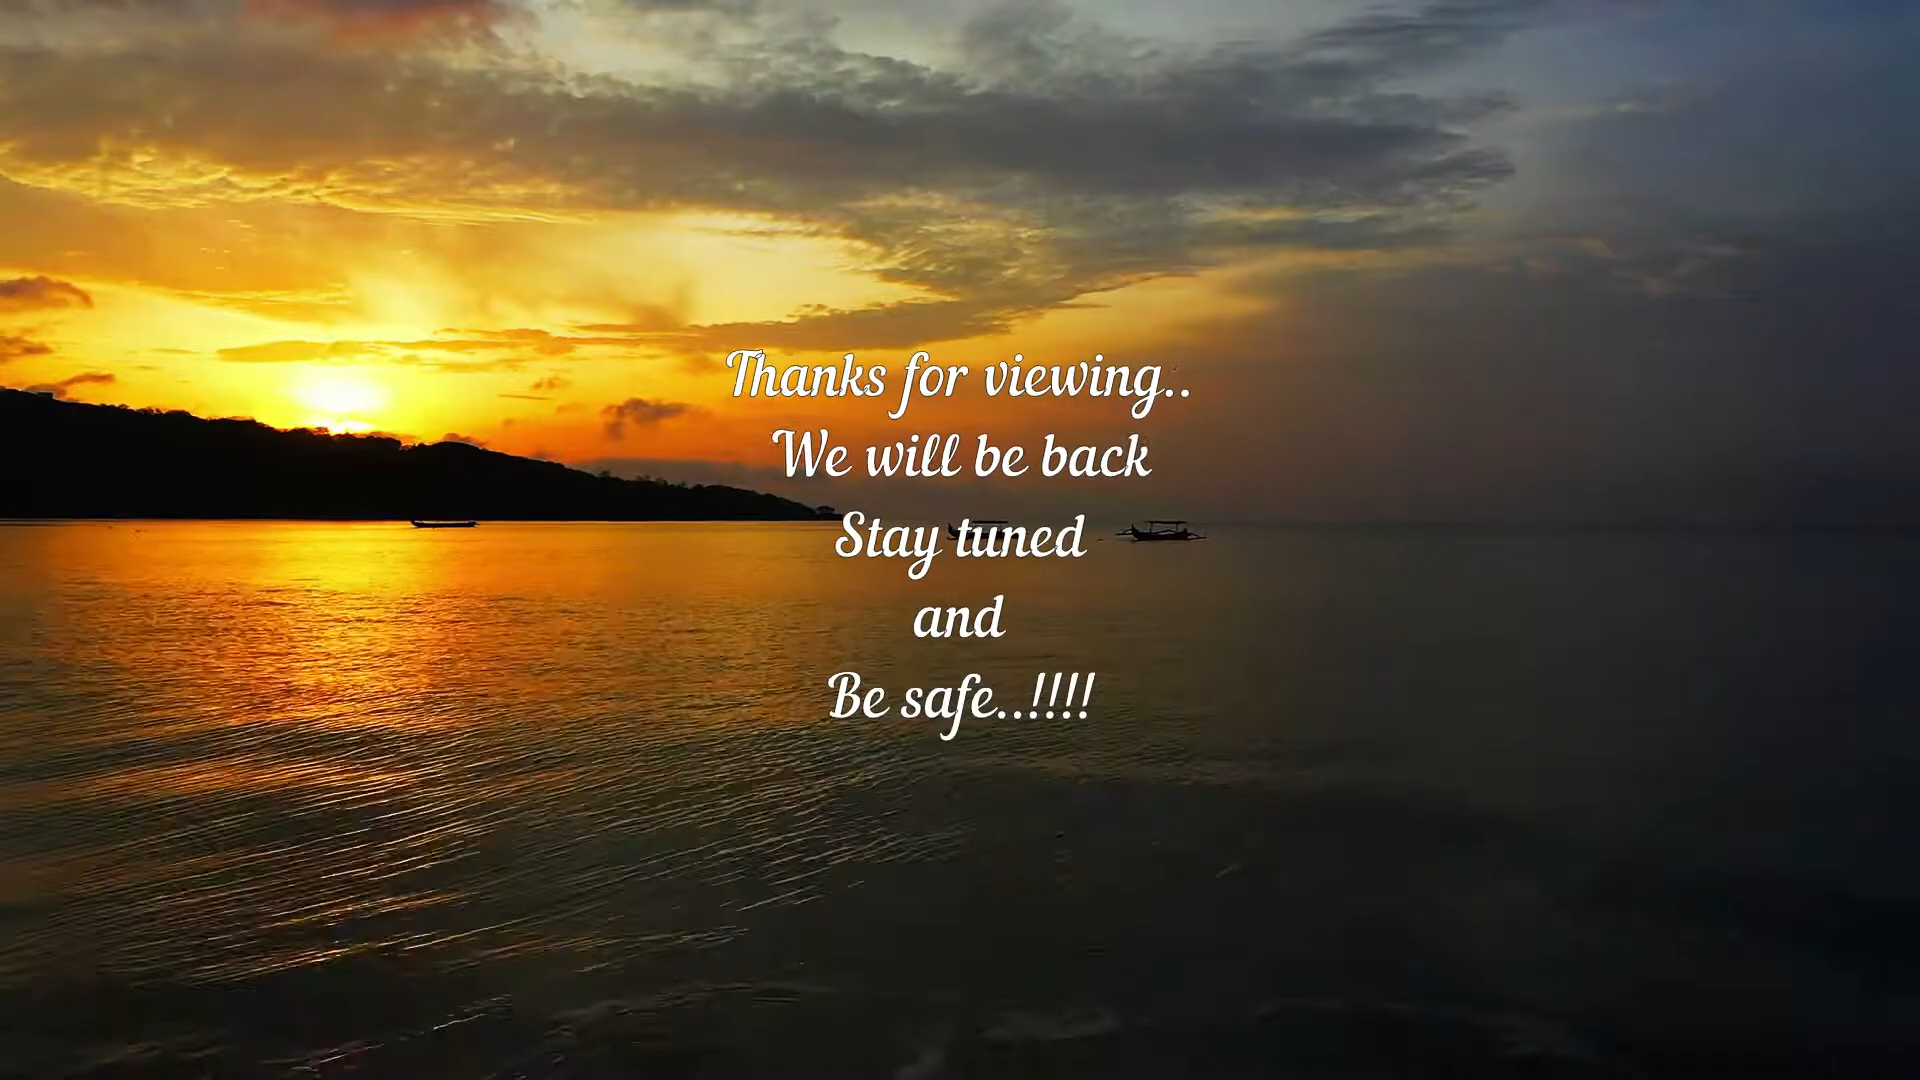 Thanks for viewing..
We will be back
Stay tuned
and
Be safe..!!!!